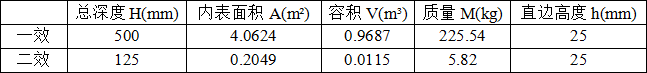 总深度 H(mm) 内表面积 A(m²) 容积 V(m³) 质量 M(kg) 直边高度 h(mm)
一效 500 4.0624 0.9687 225.54 25
二效 125 0.2049 0.0115 5.82 25